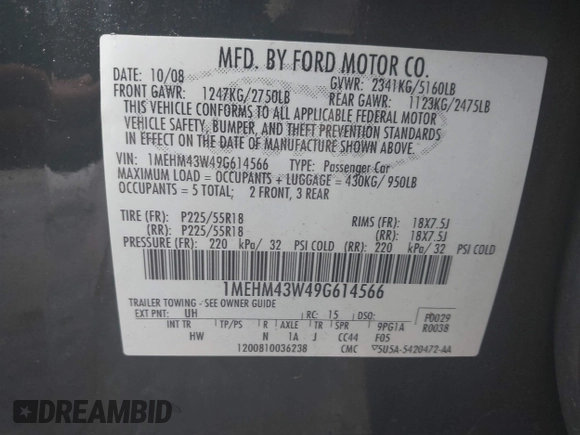 MFD. BY FORD MOTOR CO.
DATE: 10/08 GVWR: 2341KG/5160LB
FRONT GAWR: 1247KG/2750LB REAR GAWR: 1123KG/2475LB
THIS VEHICLE CONFORMS TO ALL APPLICABLE FEDERAL MOTOR
VEHICLE SAFETY, BUMPER, AND THEFT PREVENTION STANDARDS
IN EFFECT ON THE DATE OF MANUFACTURE SHOWN ABOVE.
VIN: 1MEHM43W49G614566 TYPE: Passenger Car
MAXIMUM LOAD = OCCUPANTS + LUGGAGE = 430KG/950LB
OCCUPANTS = 5 TOTAL; 2 FRONT, 3 REAR
TIRE (FR): P225/55R18 RIMS (FR): 18X7.5J
(RR): P225/55R18 (RR): 18X7.5J
PRESSURE (FR): 220 kPa/ 32 PSI COLD (RR): 220 kPa/ 32 PSI COLD
1MEHM43W49G614566
TRAILER TOWING - SEE OWNER GUIDE
EXT PNT: UH RC: 15 DSO: F0029
INT TR TP/PS R AXLE TR SPR 9PG1A R0038
HW N 1A J CC44 F05
1200810036238 CMC 5U5A-5420472-AA
DREAMBID